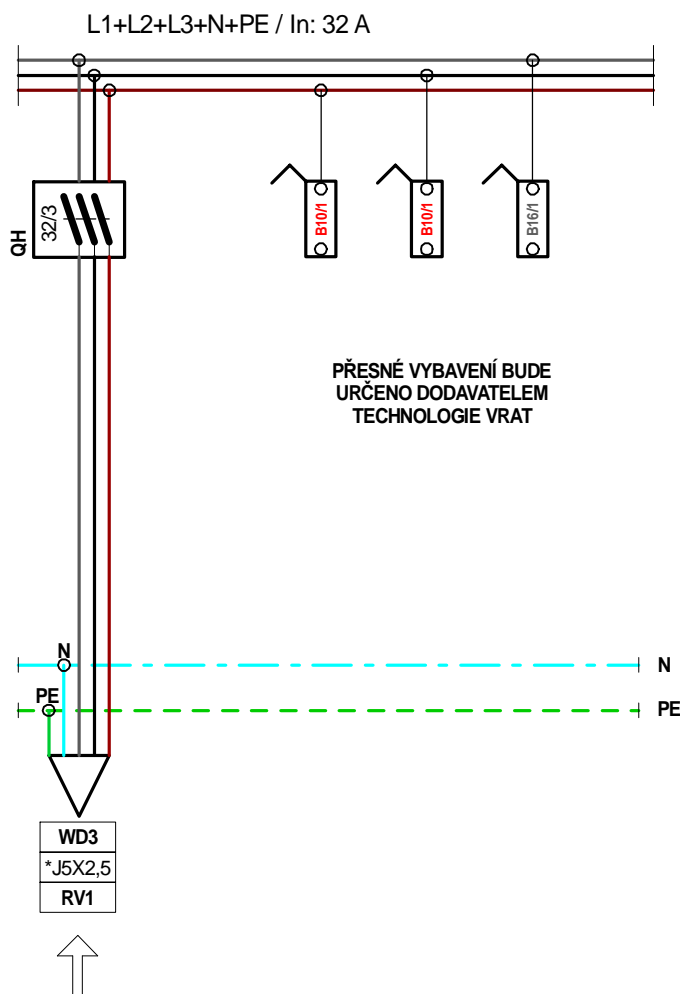 L1+L2+L3+N+PE / In: 32 A
QH
32/3
B10/1
B10/1
B16/1
PŘESNÉ VYBAVENÍ BUDE
URČENO DODAVATELEM
TECHNOLOGIE VRAT
N
N
PE
PE
WD3
*J5X2,5
RV1